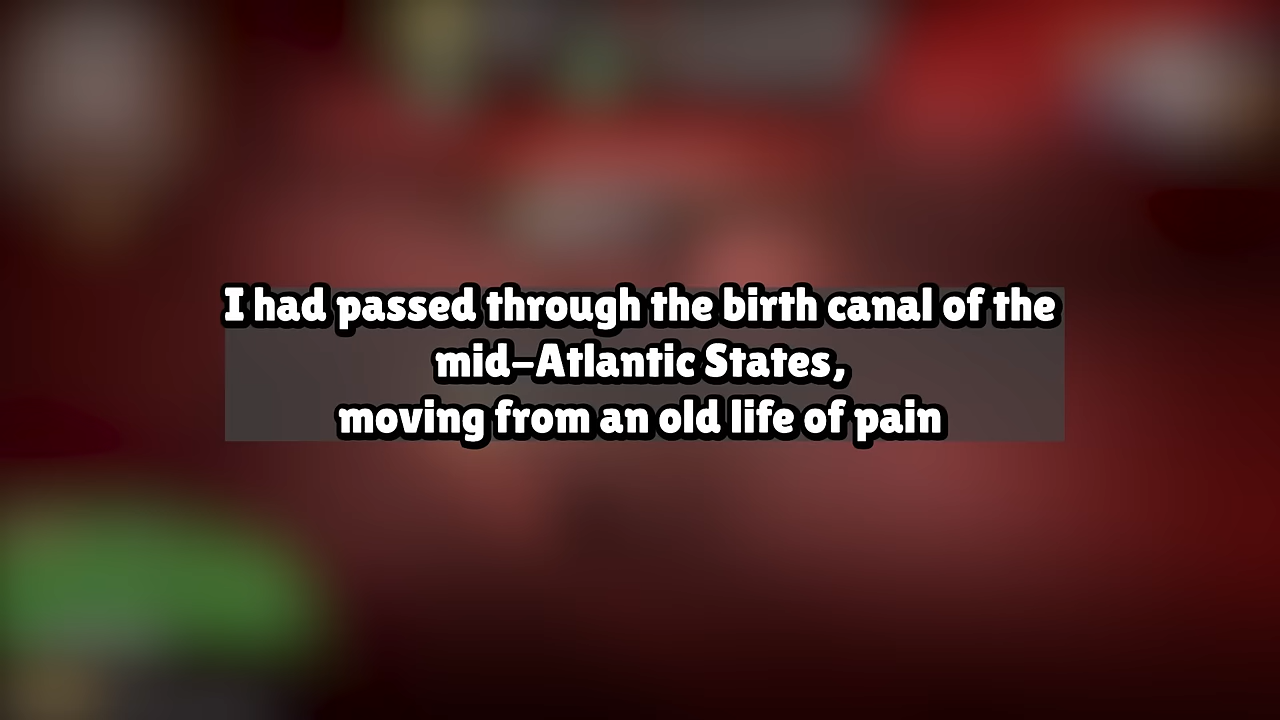 I had passed through the birth canal of the
mid-Atlantic States,
moving from an old life of pain